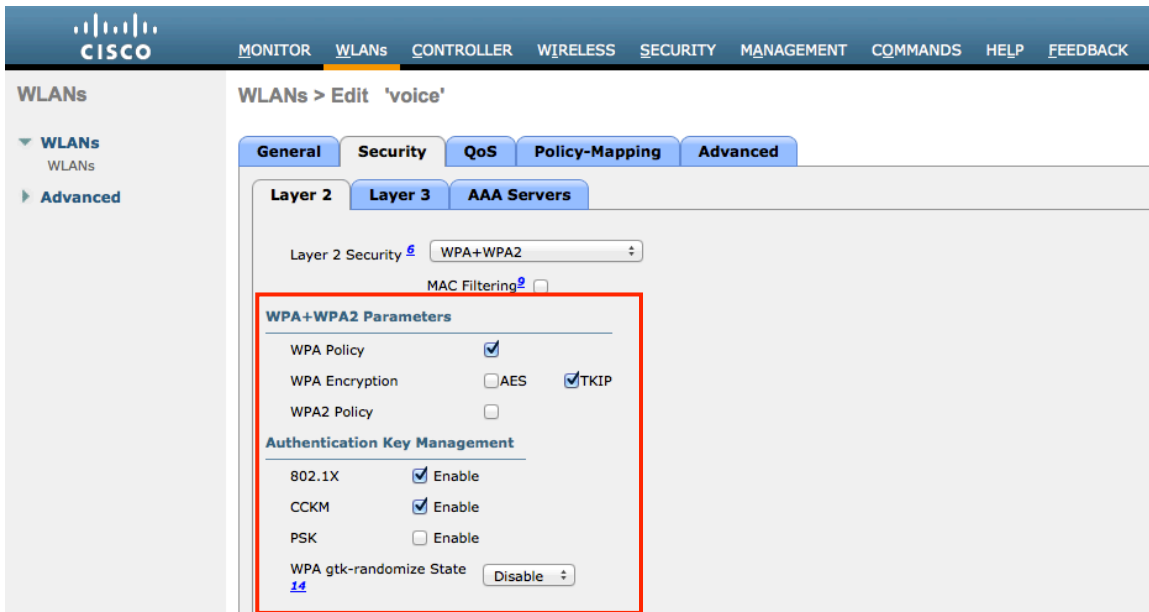 CISCO
MONITOR WLANs CONTROLLER WIRELESS SECURITY MANAGEMENT COMMANDS HELP FEEDBACK
WLANs
WLANs
WLANs
Advanced
WLANs > Edit 'voice'
General Security QoS Policy-Mapping Advanced
Layer 2 Layer 3 AAA Servers
Layer 2 Security 6 WPA+WPA2
MAC Filtering 9
WPA+WPA2 Parameters
WPA Policy
WPA Encryption AES TKIP
WPA2 Policy
Authentication Key Management
802.1X Enable
CCKM Enable
PSK Enable
WPA gtk-randomize State Disable
14